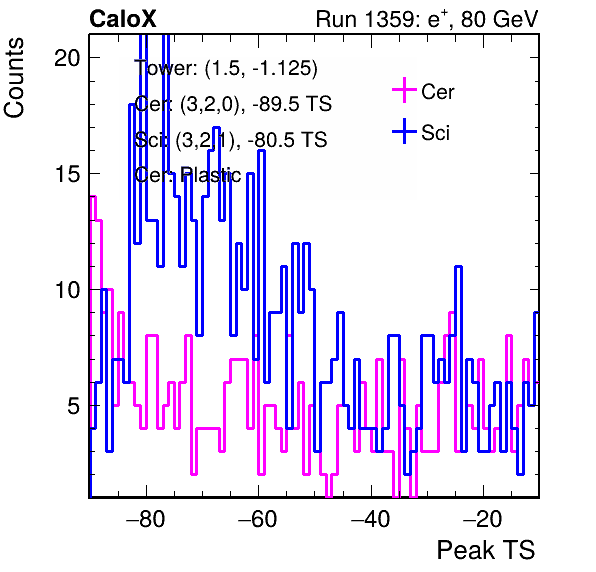 CaloX Run 1359: e+, 80 GeV
Counts
20
15
10
5
Tower: (1.5, -1.125)
Cer: (3,2,0), -89.5 TS
Sci: (3,2,1), -80.5 TS
Cer: Plastic
Cer
Sci
−80 −60 −40 −20
Peak TS